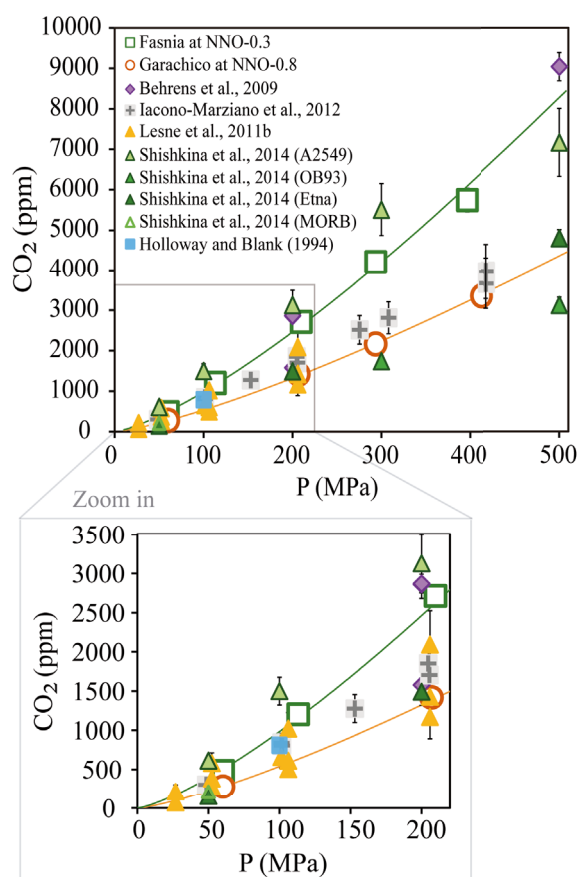 10000
9000
8000
7000
6000
5000
4000
3000
2000
1000
0
CO2 (ppm)
Fasnia at NNO-0.3
Garachico at NNO-0.8
Behrens et al., 2009
Iacono-Marziano et al., 2012
Lesne et al., 2011b
Shishkina et al., 2014 (A2549)
Shishkina et al., 2014 (OB93)
Shishkina et al., 2014 (Etna)
Shishkina et al., 2014 (MORB)
Holloway and Blank (1994)
0 100 200 300 400 500
P (MPa)
Zoom in
3500
3000
2500
2000
1500
1000
500
0
CO2 (ppm)
0 50 100 150 200
P (MPa)